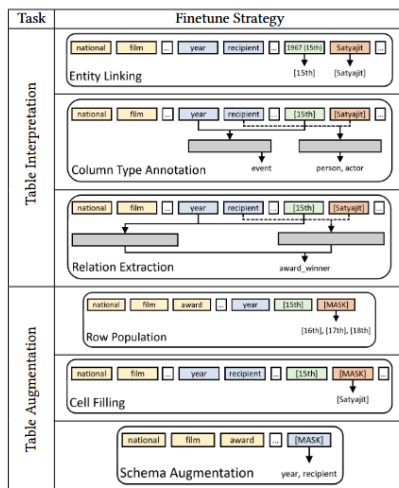 Task Finetune Strategy
Table Interpretation
national film ... year recipient ... 1967 (15th) Satyajit ...
[15th] [Satyajit]
Entity Linking
national film ... year recipient ... [15th] [Satyajit] ...
event person, actor
Column Type Annotation
national film ... year recipient ... [15th] [Satyajit] ...
award_winner
Relation Extraction
Table Augmentation
national film award ... year [15th] [MASK]
[16th], [17th], [18th]
Row Population
national film ... year recipient ... [15th] [MASK] ...
[Satyajit]
Cell Filling
national film award ... [MASK]
year, recipient
Schema Augmentation